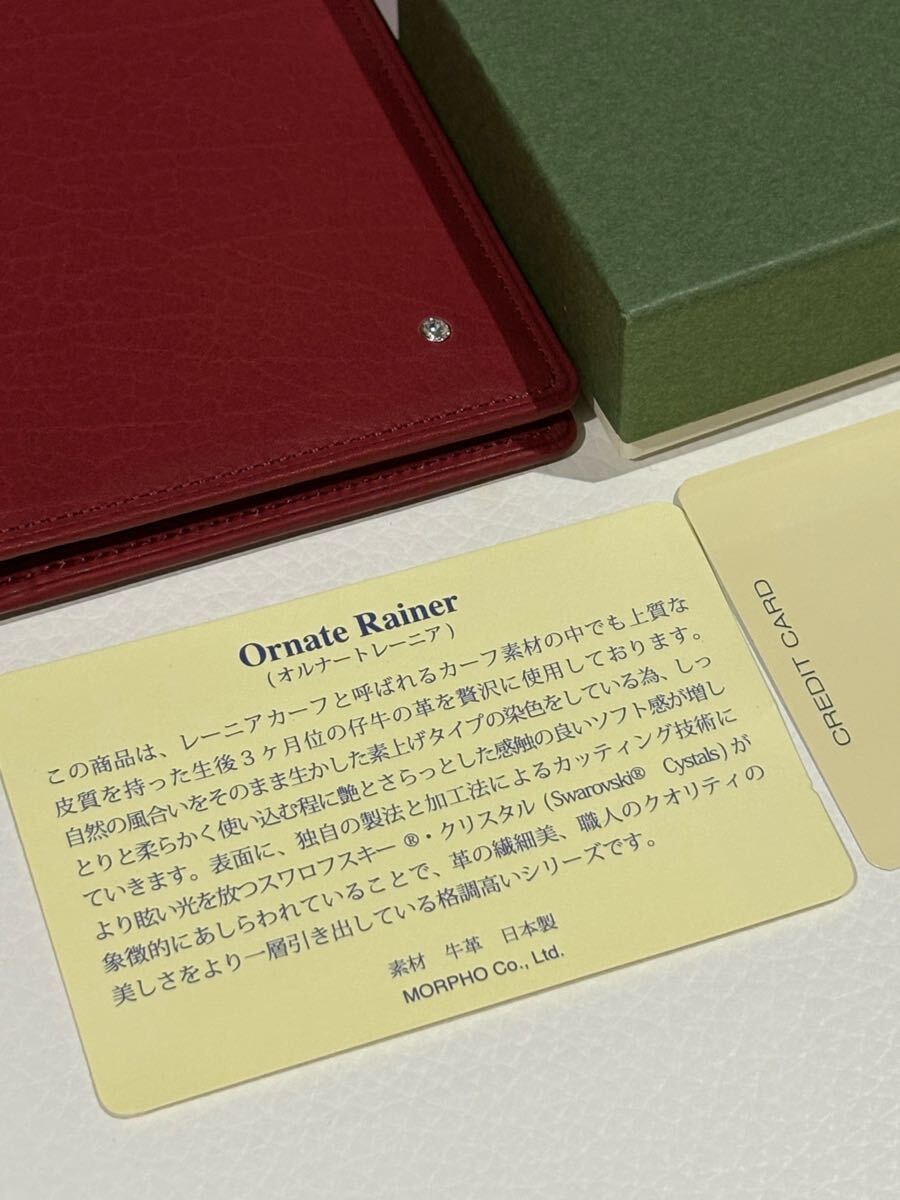 Ornate Rainer
(オルナートレーニア)
この商品は、レーニアカーフと呼ばれるカーフ素材の中でも上質な
皮質を持った生後3ヶ月位の仔牛の革を贅沢に使用しております。
自然の風合いをそのまま生かした素上げタイプの染色をしている為、しっ
とりと柔らかく使い込む程に艶とさらっとした感触の良いソフト感が増し
ていきます。表面に、独自の製法と加工法によるカッティング技術に
より眩い光を放つスワロフスキー®・クリスタル (Swarovski® Cystals) が
象徴的にあしらわれていることで、革の繊細美、職人のクオリティの
美しさをより一層引き出している格調高いシリーズです。
素材 牛革 日本製
MORPHO Co., Ltd.
CREDIT CARD